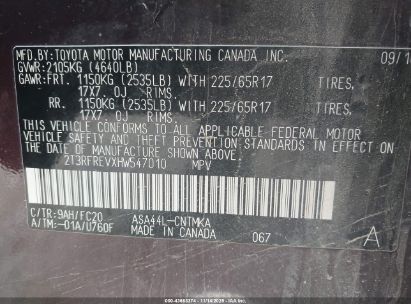 MFD.BY:TOYOTA MOTOR MANUFACTURING CANADA INC. 09/1
GVWR:2105KG (4640LB)
GAWR:FRT. 1150KG (2535LB) WITH 225/65R17 TIRES,
17X7.0J RIMS,
RR. 1150KG (2535LB) WITH 225/65R17 TIRES,
17X7.0J RIMS,
THIS VEHICLE CONFORMS TO ALL APPLICABLE FEDERAL MOTOR
VEHICLE SAFETY AND THEFT PREVENTION STANDARDS IN EFFECT ON
THE DATE OF MANUFACTURE SHOWN ABOVE.
2T3RFREVXHW547010 MPV
C/TR:9AH/FC20 ASA44L-CNTMKA
A/TM:-01A/U760F MADE IN CANADA 067 A